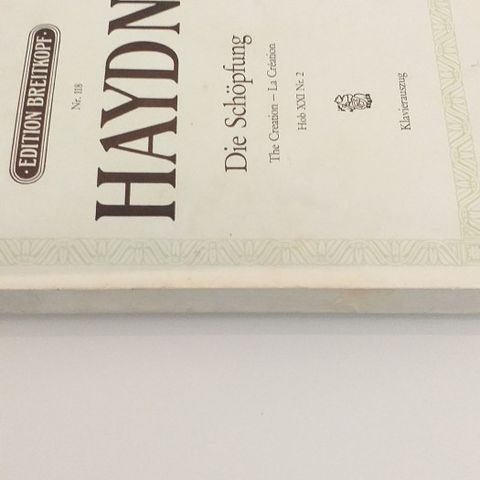 · EDITION BREITKOPF ·
Nr. 118
HAYDN
Die Schöpfung
The Creation – La Création
Hob XXI Nr. 2
Klavierauszug